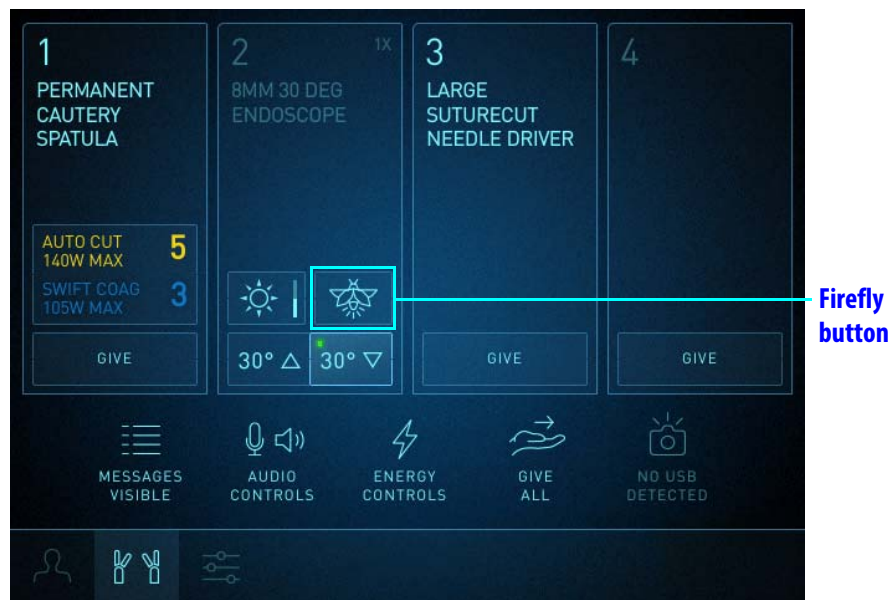 1
PERMANENT
CAUTERY
SPATULA
AUTO CUT
140W MAX
5
SWIFT COAG
105W MAX
3
GIVE
2
1X
8MM 30 DEG
ENDOSCOPE
30°
30°
3
LARGE
SUTURECUT
NEEDLE DRIVER
GIVE
4
GIVE
Firefly
button
MESSAGES
VISIBLE
AUDIO
CONTROLS
ENERGY
CONTROLS
GIVE
ALL
NO USB
DETECTED